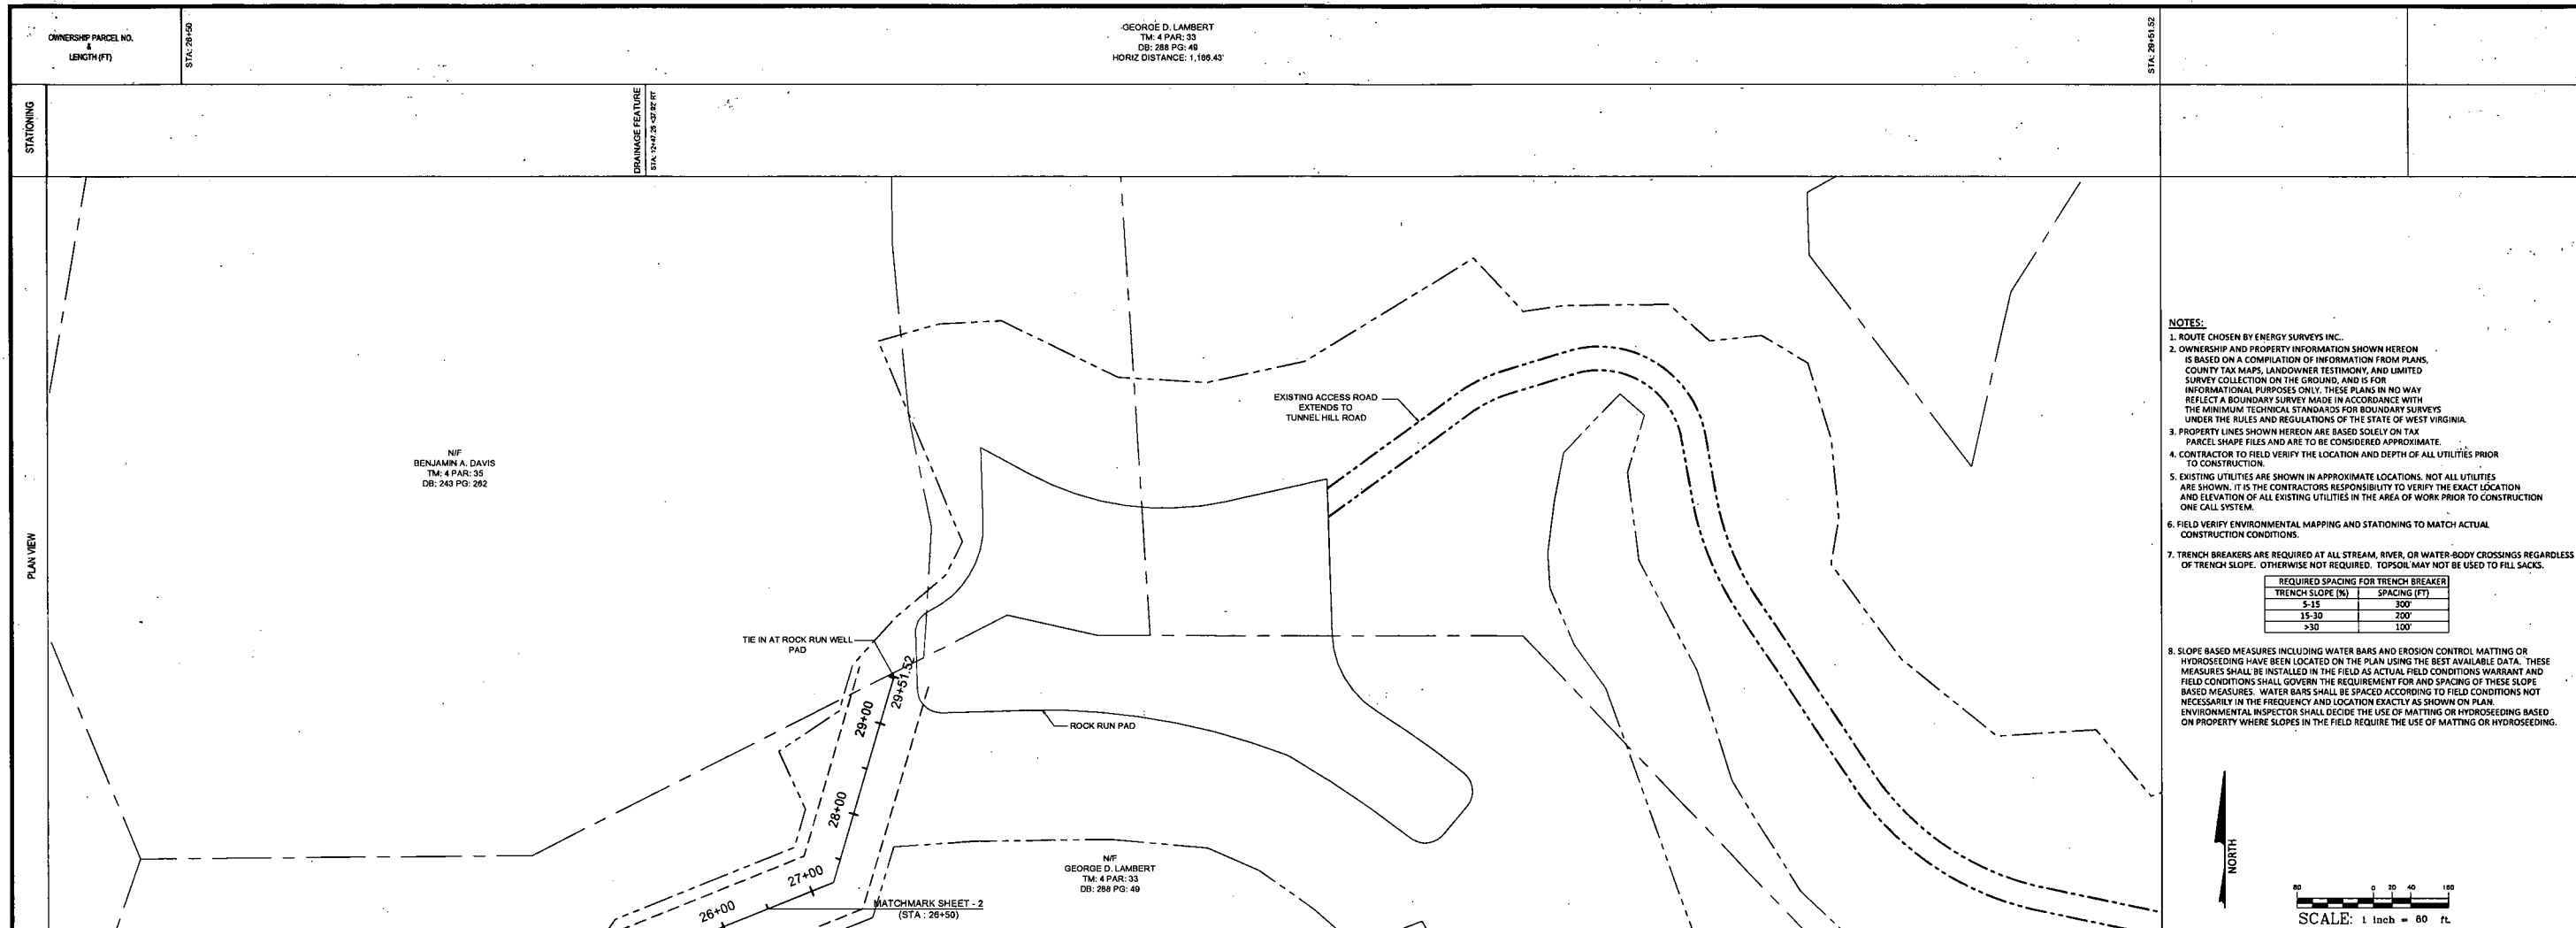 OWNERSHIP PARCEL NO.
&
LENGTH (FT)
STA: 26+50
GEORGE D. LAMBERT
TM: 4 PAR: 33
DB: 288 PG: 49
HORIZ DISTANCE: 1,166.43'
STA: 29+51.52
STATIONING
DRAINAGE FEATURE
PLAN VIEW
N/F
BENJAMIN A. DAVIS
TM: 4 PAR: 35
DB: 243 PG: 262
EXISTING ACCESS ROAD
EXTENDS TO
TUNNEL HILL ROAD
TIE IN AT ROCK RUN WELL
PAD
29+51.52
29+00
28+00
27+00
26+00
ROCK RUN PAD
MATCHMARK SHEET - 2
(STA : 26+50)
N/F
GEORGE D. LAMBERT
TM: 4 PAR: 33
DB: 288 PG: 49
NOTES:
1. ROUTE CHOSEN BY ENERGY SURVEYS INC..
2. OWNERSHIP AND PROPERTY INFORMATION SHOWN HEREON
IS BASED ON A COMPILATION OF INFORMATION FROM PLANS,
COUNTY TAX MAPS, LANDOWNER TESTIMONY, AND LIMITED
SURVEY COLLECTION ON THE GROUND, AND IS FOR
INFORMATIONAL PURPOSES ONLY. THESE PLANS IN NO WAY
REFLECT A BOUNDARY SURVEY MADE IN ACCORDANCE WITH
THE MINIMUM TECHNICAL STANDARDS FOR BOUNDARY SURVEYS
UNDER THE RULES AND REGULATIONS OF THE STATE OF WEST VIRGINIA.
3. PROPERTY LINES SHOWN HEREON ARE BASED SOLELY ON TAX
PARCEL SHAPE FILES AND ARE TO BE CONSIDERED APPROXIMATE.
4. CONTRACTOR TO FIELD VERIFY THE LOCATION AND DEPTH OF ALL UTILITIES PRIOR
TO CONSTRUCTION.
5. EXISTING UTILITIES ARE SHOWN IN APPROXIMATE LOCATIONS. NOT ALL UTILITIES
ARE SHOWN. IT IS THE CONTRACTORS RESPONSIBILITY TO VERIFY THE EXACT LOCATION
AND ELEVATION OF ALL EXISTING UTILITIES IN THE AREA OF WORK PRIOR TO CONSTRUCTION
ONE CALL SYSTEM.
6. FIELD VERIFY ENVIRONMENTAL MAPPING AND STATIONING TO MATCH ACTUAL
CONSTRUCTION CONDITIONS.
7. TRENCH BREAKERS ARE REQUIRED AT ALL STREAM, RIVER, OR WATER-BODY CROSSINGS REGARDLESS
OF TRENCH SLOPE. OTHERWISE NOT REQUIRED. TOPSOIL MAY NOT BE USED TO FILL SACKS.
REQUIRED SPACING FOR TRENCH BREAKER
TRENCH SLOPE (%) SPACING (FT)
5-15 300'
15-30 200'
>30 100'
8. SLOPE BASED MEASURES INCLUDING WATER BARS AND EROSION CONTROL MATTING OR
HYDROSEEDING HAVE BEEN LOCATED ON THE PLAN USING THE BEST AVAILABLE DATA. THESE
MEASURES SHALL BE INSTALLED IN THE FIELD AS ACTUAL FIELD CONDITIONS WARRANT AND
FIELD CONDITIONS SHALL GOVERN THE REQUIREMENT FOR AND SPACING OF THESE SLOPE
BASED MEASURES. WATER BARS SHALL BE SPACED ACCORDING TO FIELD CONDITIONS NOT
NECESSARILY IN THE FREQUENCY AND LOCATION EXACTLY AS SHOWN ON PLAN.
ENVIRONMENTAL INSPECTOR SHALL DECIDE THE USE OF MATTING OR HYDROSEEDING BASED
ON PROPERTY WHERE SLOPES IN THE FIELD REQUIRE THE USE OF MATTING OR HYDROSEEDING.
NORTH
80 0 20 40 160
SCALE: 1 inch = 80 ft.